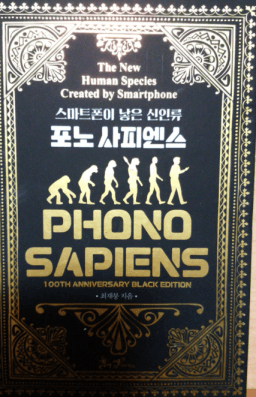 The New
Human Species
Created by Smartphone
스마트폰이 낳은 신인류
포노 사피엔스
PHONO
SAPIENS
100TH ANNIVERSARY BLACK EDITION
· 최재붕 지음 ·